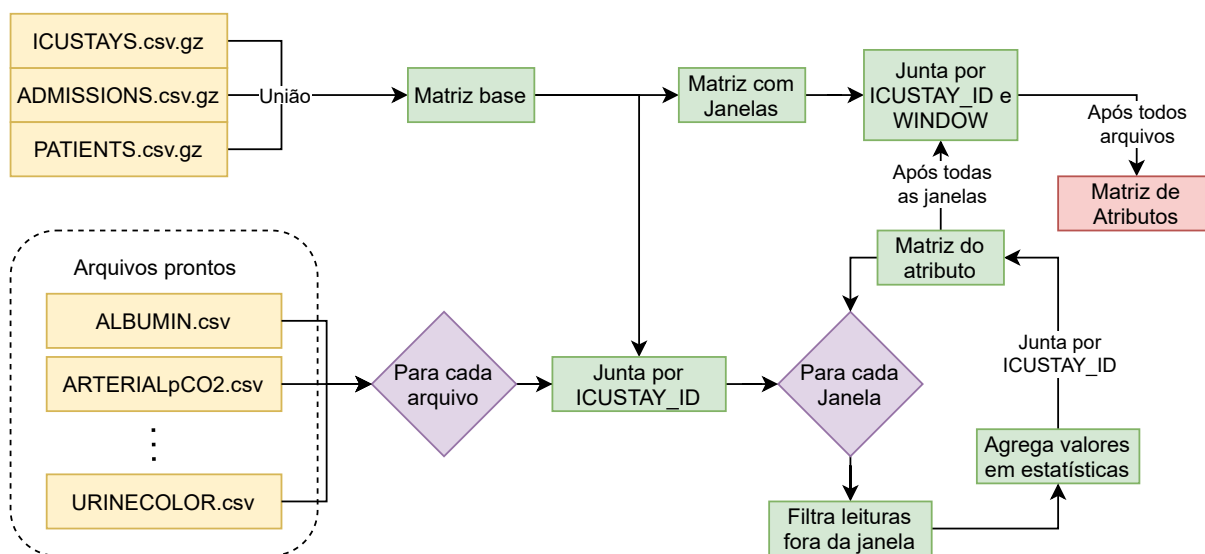 ICUSTAYS.csv.gz
ADMISSIONS.csv.gz
PATIENTS.csv.gz
União
Matriz base
Matriz com
Janelas
Junta por
ICUSTAY_ID e
WINDOW
Após todos
arquivos
Matriz de
Atributos
Após todas
as janelas
Matriz do
atributo
Arquivos prontos
ALBUMIN.csv
ARTERIALpCO2.csv
URINECOLOR.csv
Para cada
arquivo
Junta por
ICUSTAY_ID
Para cada
Janela
Junta por
ICUSTAY_ID
Agrega valores
em estatísticas
Filtra leituras
fora da janela